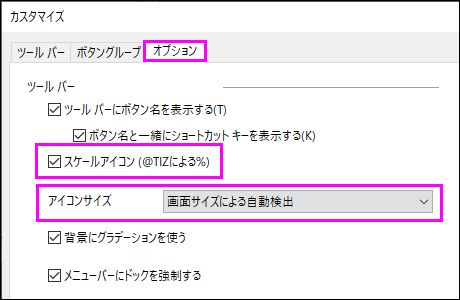 カスタマイズ
ツール バー ボタングループ オプション
ツール バー
ツール バーにボタン名を表示する(T)
ボタン名と一緒にショートカット キーを表示する(K)
スケールアイコン (@TIZによる%)
アイコンサイズ 画面サイズによる自動検出
背景にグラデーションを使う
メニューバーにドックを強制する